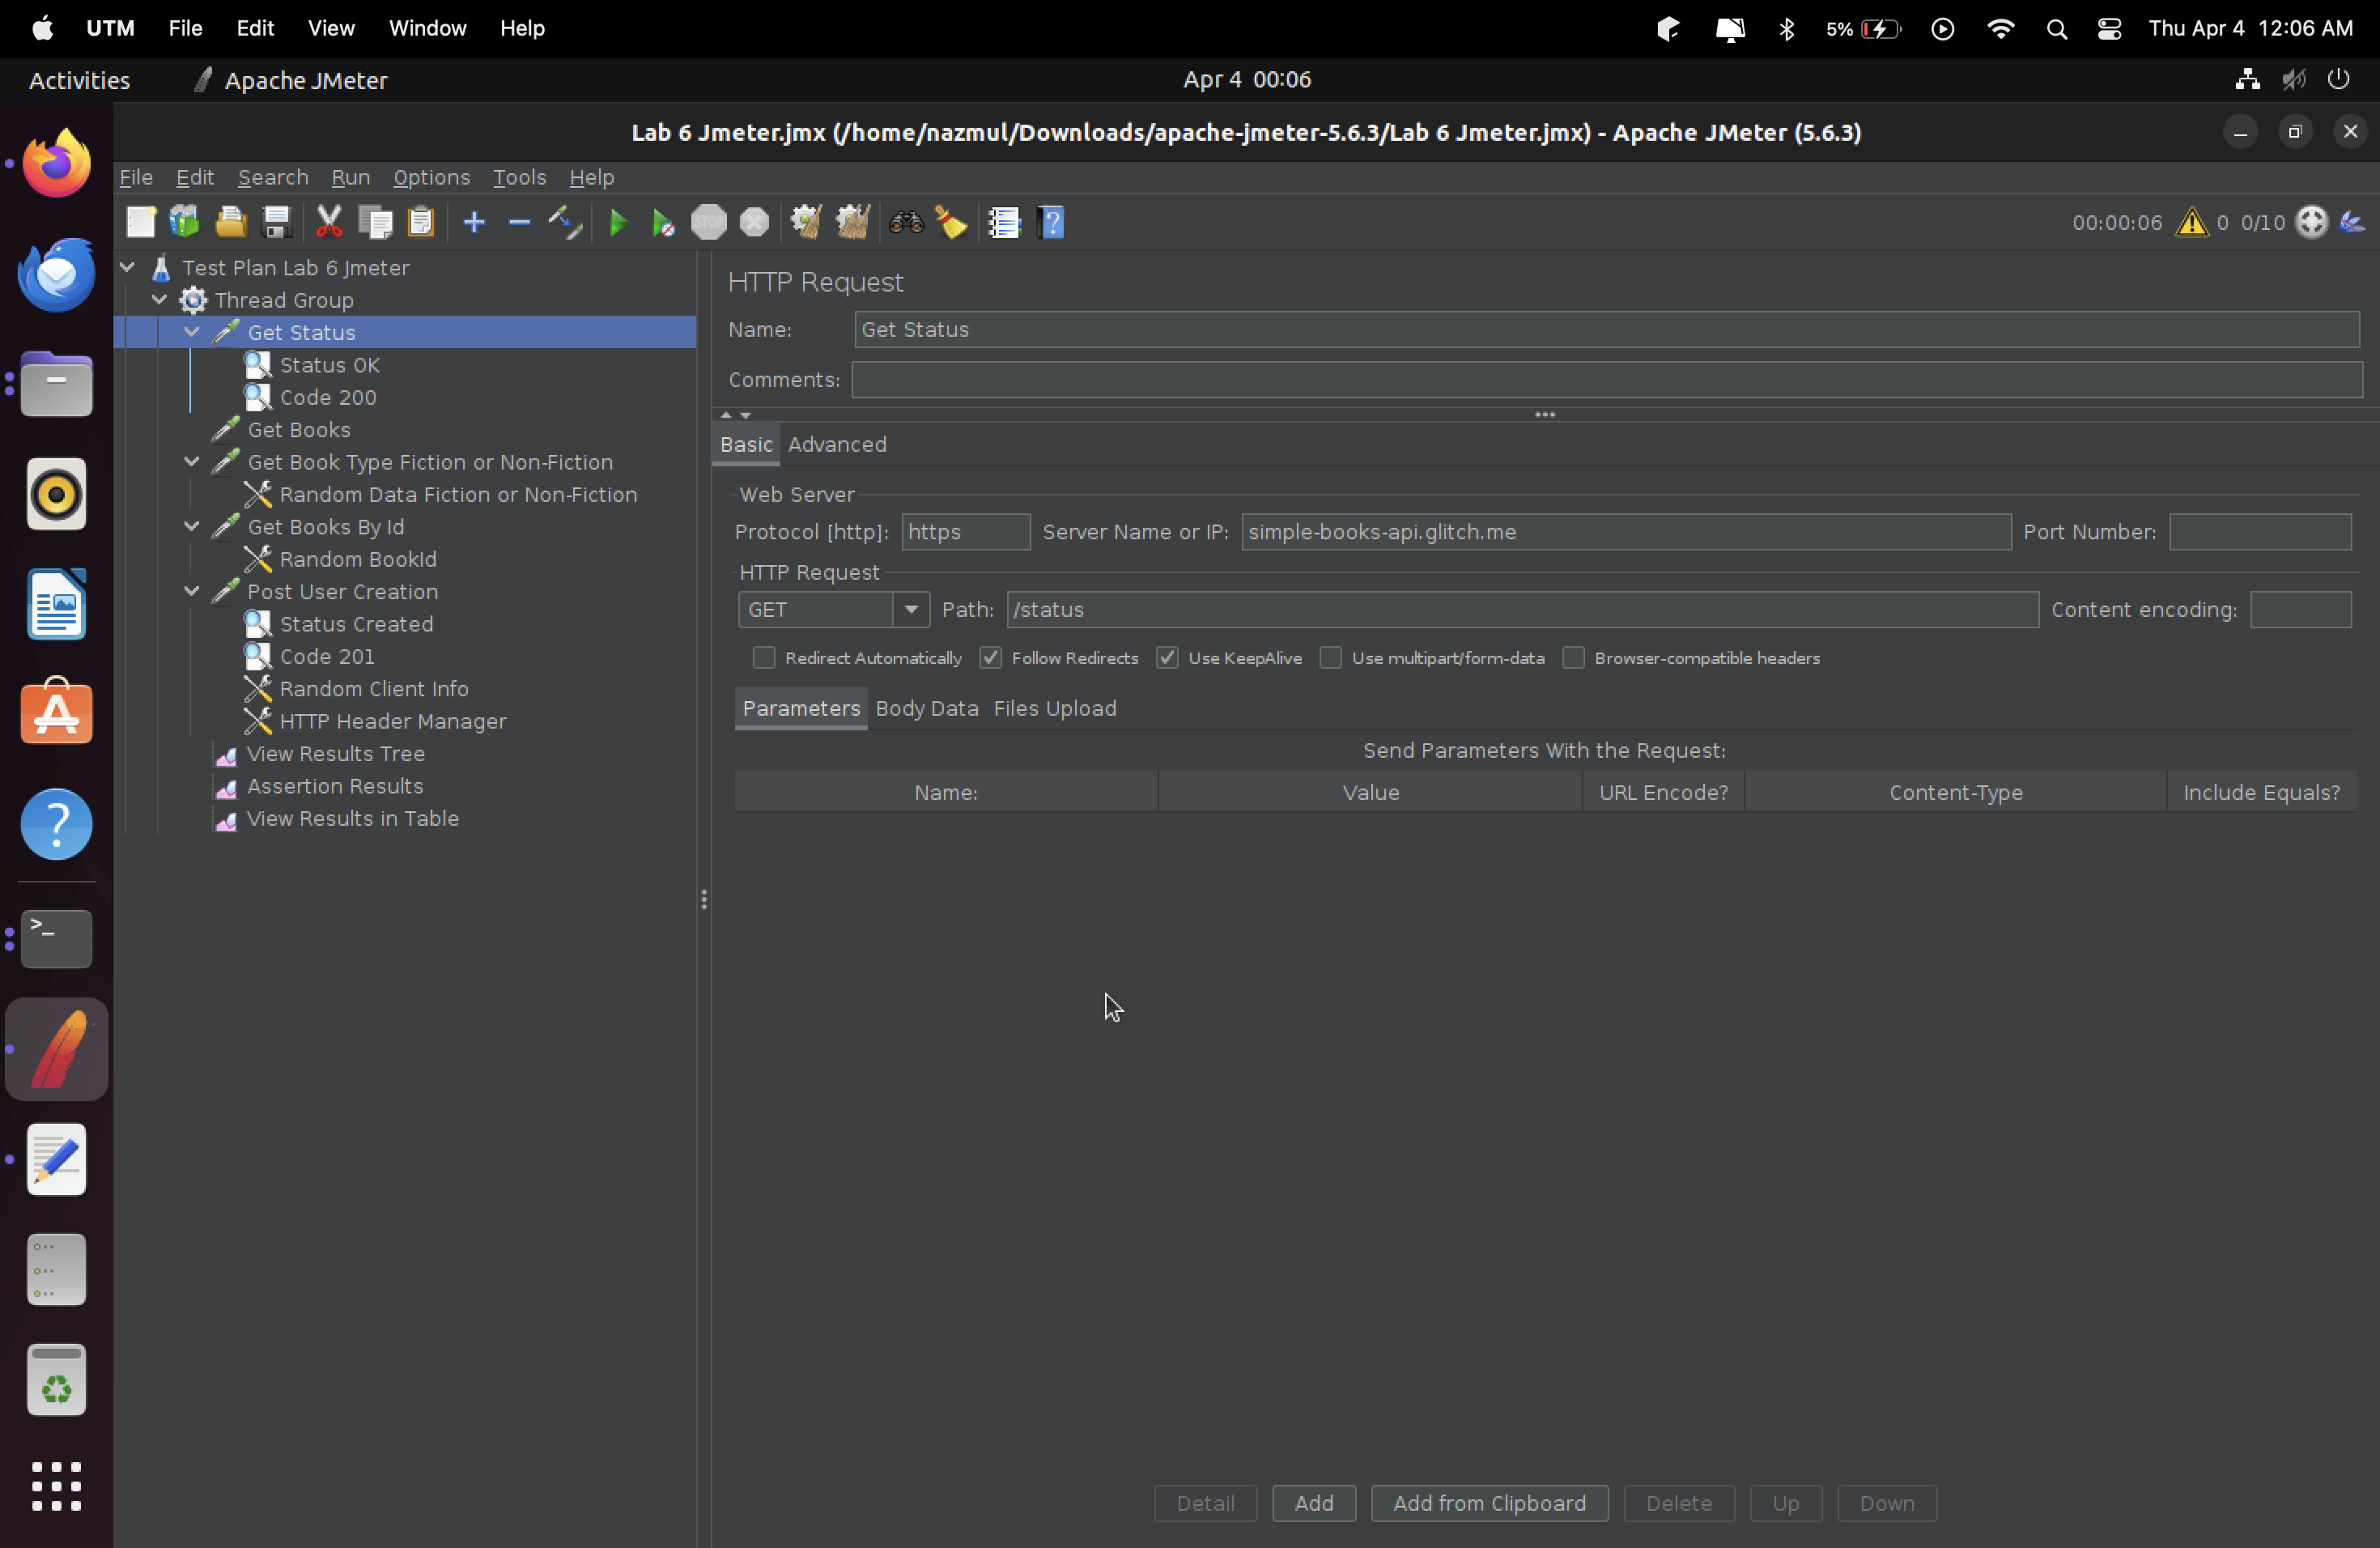 UTM File Edit View Window Help 5% Thu Apr 4 12:06 AM
Activities Apache JMeter Apr 4 00:06
Lab 6 Jmeter.jmx (/home/nazmul/Downloads/apache-jmeter-5.6.3/Lab 6 Jmeter.jmx) - Apache JMeter (5.6.3)
File Edit Search Run Options Tools Help
STOP 00:00:06 0 0/10
Test Plan Lab 6 Jmeter
Thread Group
Get Status
Status OK
Code 200
Get Books
Get Book Type Fiction or Non-Fiction
Random Data Fiction or Non-Fiction
Get Books By Id
Random BookId
Post User Creation
Status Created
Code 201
Random Client Info
HTTP Header Manager
View Results Tree
Assertion Results
View Results in Table
HTTP Request
Name: Get Status
Comments:
Basic Advanced
Web Server
Protocol [http]: https Server Name or IP: simple-books-api.glitch.me Port Number:
HTTP Request
GET Path: /status Content encoding:
Redirect Automatically Follow Redirects Use KeepAlive Use multipart/form-data Browser-compatible headers
Parameters Body Data Files Upload
Send Parameters With the Request:
Name: Value URL Encode? Content-Type Include Equals?
Detail Add Add from Clipboard Delete Up Down